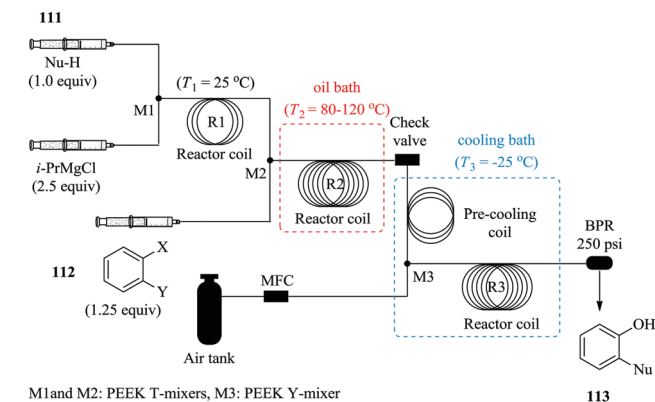 111
Nu-H
(1.0 equiv)
M1
(T1 = 25 °C)
R1
Reactor coil
i-PrMgCl
(2.5 equiv)
M2
oil bath
(T2 = 80-120 °C)
R2
Reactor coil
Check
valve
cooling bath
(T3 = -25 °C)
Pre-cooling
coil
BPR
250 psi
M3
R3
Reactor coil
112
X
Y
(1.25 equiv)
MFC
Air tank
OH
Nu
113
M1and M2: PEEK T-mixers, M3: PEEK Y-mixer